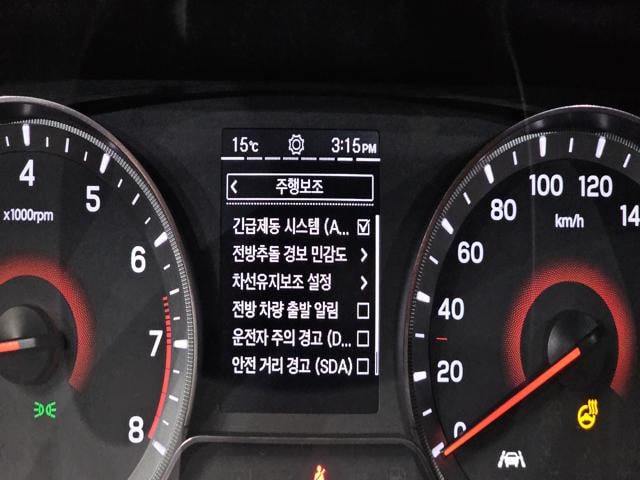 15℃ 3:15PM
< 주행보조
긴급제동 시스템 (A... ☑
전방추돌 경보 민감도 >
차선유지보조 설정 >
전방 차량 출발 알림 ☐
운전자 주의 경고 (D... ☐
안전 거리 경고 (SDA) ☐
4
5
6
7
8
x1000rpm
0
20
40
60
80
100
120
14
km/h